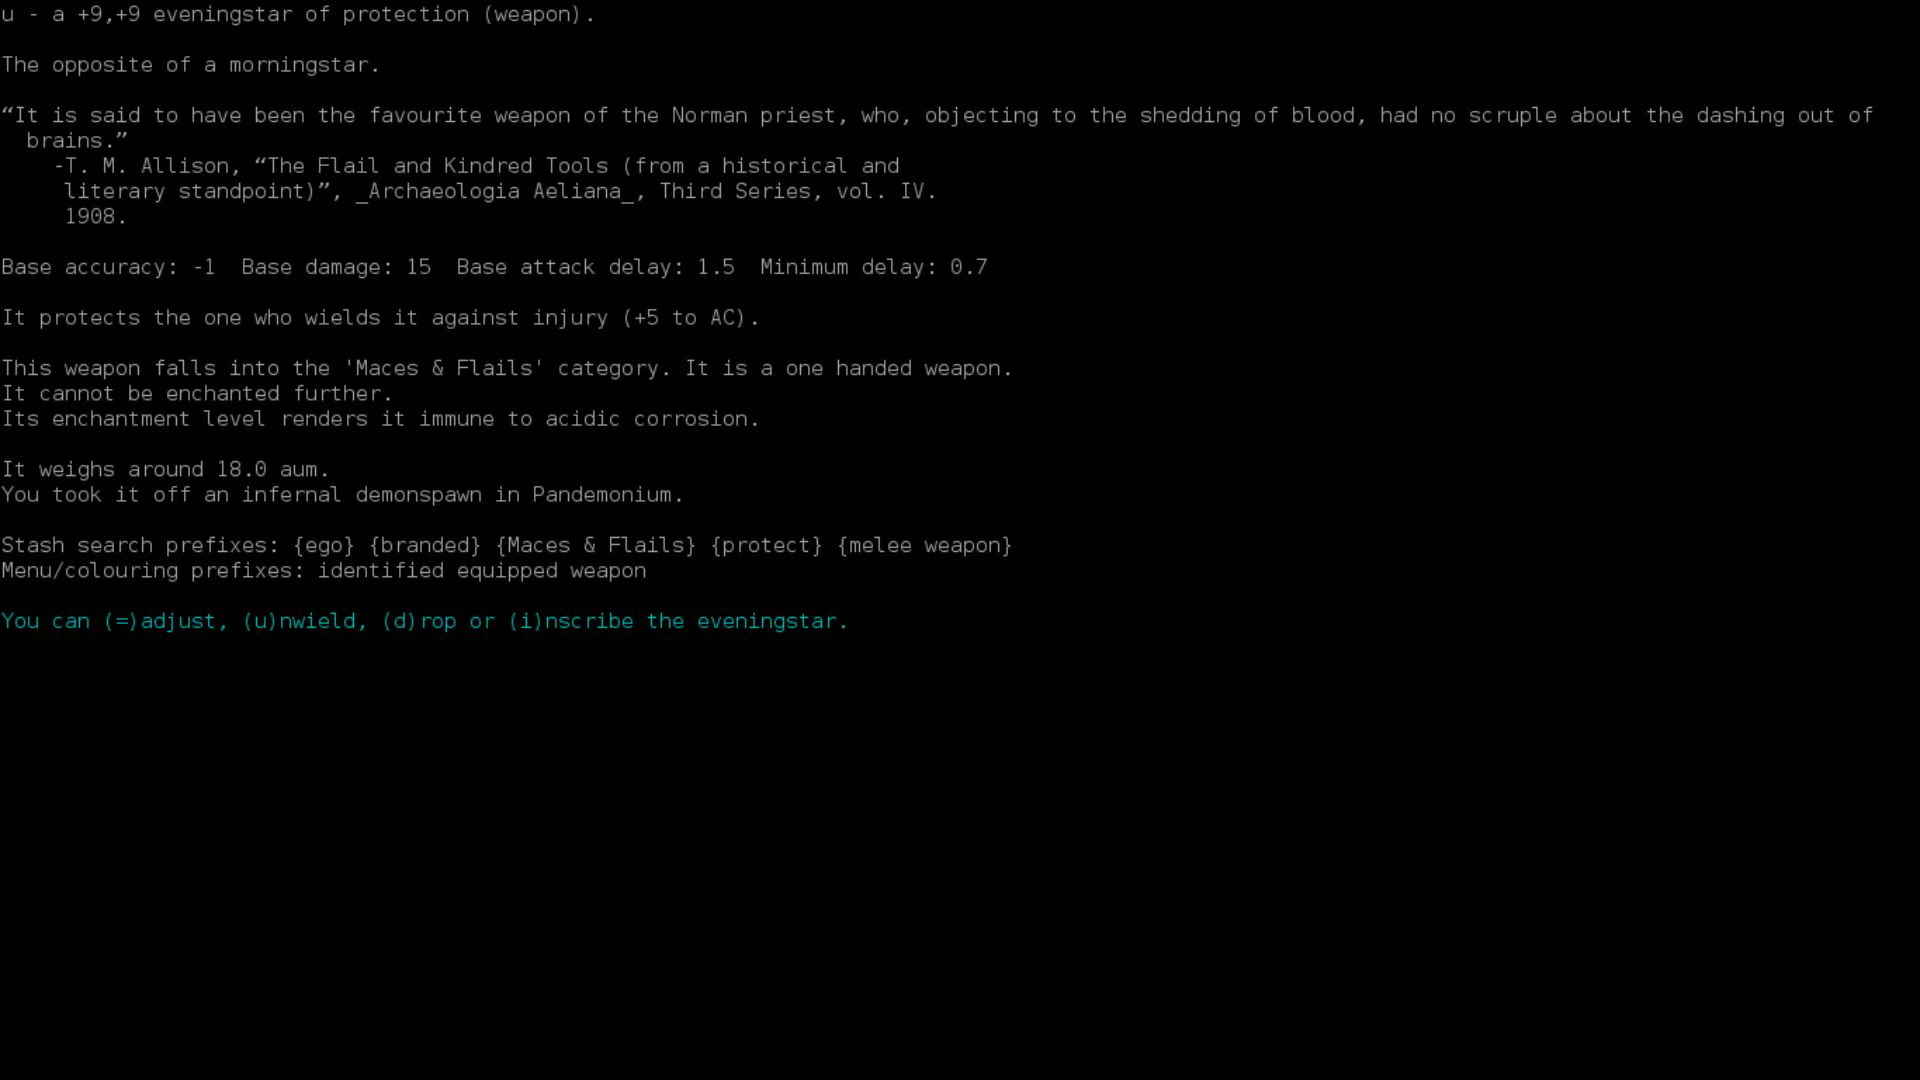 u - a +9,+9 eveningstar of protection (weapon).
The opposite of a morningstar.
“It is said to have been the favourite weapon of the Norman priest, who, objecting to the shedding of blood, had no scruple about the dashing out of
brains.”
-T. M. Allison, “The Flail and Kindred Tools (from a historical and
literary standpoint)”, _Archaeologia Aeliana_, Third Series, vol. IV.
1908.
Base accuracy: -1  Base damage: 15  Base attack delay: 1.5  Minimum delay: 0.7
It protects the one who wields it against injury (+5 to AC).
This weapon falls into the 'Maces & Flails' category. It is a one handed weapon.
It cannot be enchanted further.
Its enchantment level renders it immune to acidic corrosion.
It weighs around 18.0 aum.
You took it off an infernal demonspawn in Pandemonium.
Stash search prefixes: {ego} {branded} {Maces & Flails} {protect} {melee weapon}
Menu/colouring prefixes: identified equipped weapon
You can (=)adjust, (u)nwield, (d)rop or (i)nscribe the eveningstar.